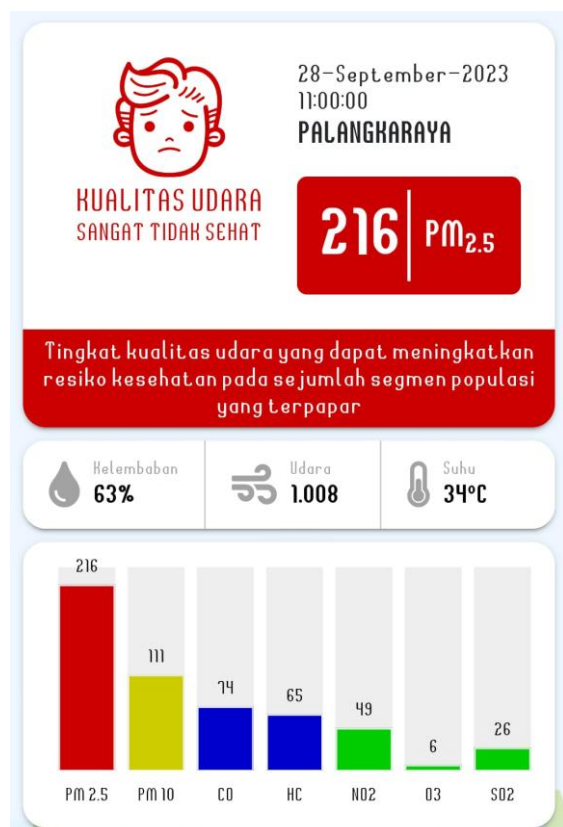 28-September-2023
11:00:00
PALANGKARAYA
KUALITAS UDARA
SANGAT TIDAK SEHAT
216 PM2.5
Tingkat kualitas udara yang dapat meningkatkan
resiko kesehatan pada sejumlah segmen populasi
yang terpapar
Kelembaban
63%
Udara
1.008
Suhu
34°C
216
111
74
65
49
6
26
PM 2.5 PM 10 CO HC NO2 O3 SO2